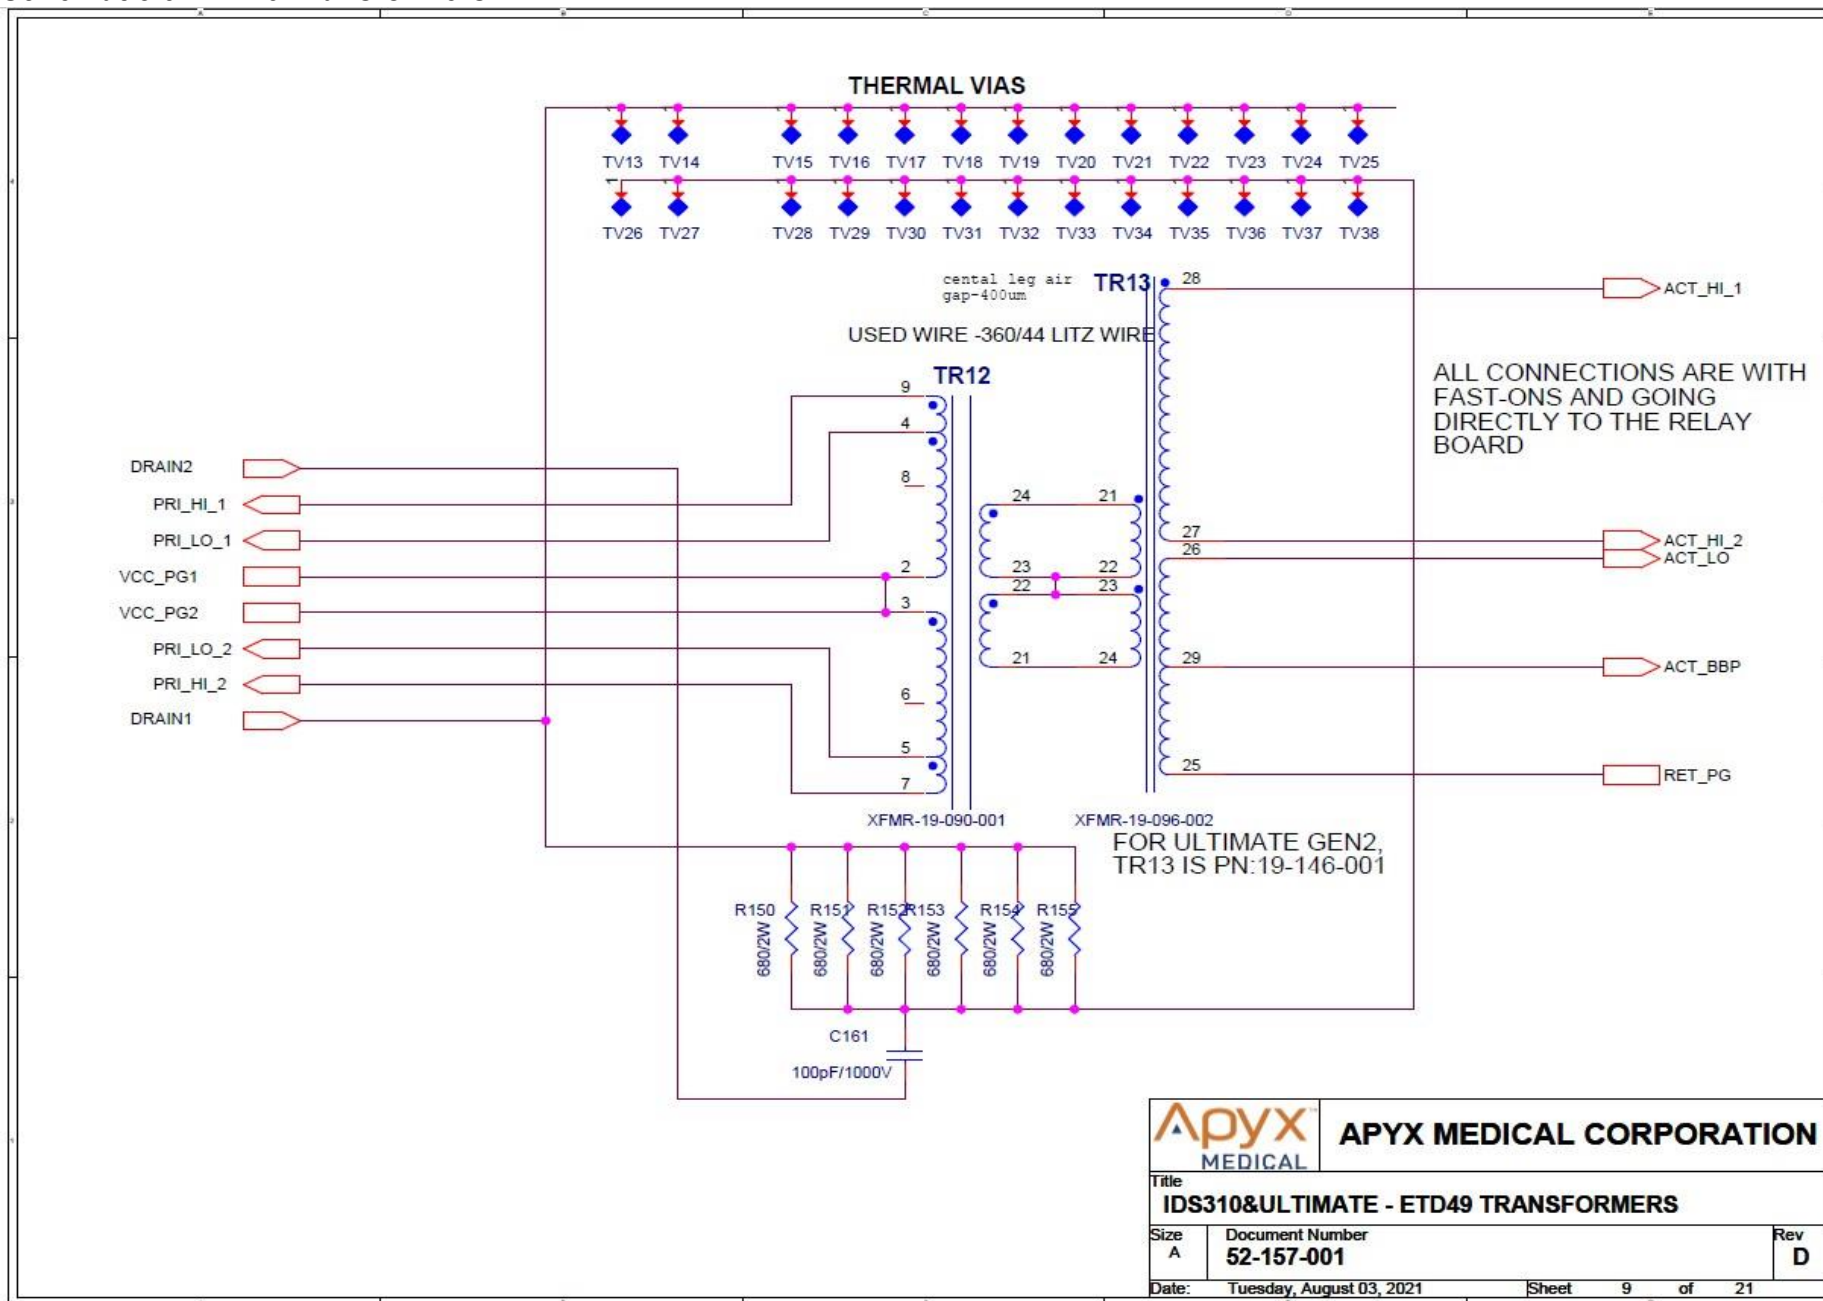 THERMAL VIAS
TV13 TV14 TV15 TV16 TV17 TV18 TV19 TV20 TV21 TV22 TV23 TV24 TV25
TV26 TV27 TV28 TV29 TV30 TV31 TV32 TV33 TV34 TV35 TV36 TV37 TV38
cental leg air
gap-400um
TR13
28
ACT_HI_1
USED WIRE -360/44 LITZ WIRE
ALL CONNECTIONS ARE WITH
FAST-ONS AND GOING
DIRECTLY TO THE RELAY
BOARD
TR12
9
4
8
DRAIN2
PRI_HI_1
24 21
PRI_LO_1
27
ACT_HI_2
26
ACT_LO
VCC_PG1
2
23 22
VCC_PG2
3
22 23
PRI_LO_2
21 24
29
ACT_BBP
PRI_HI_2
6
DRAIN1
5
7
25
RET_PG
XFMR-19-090-001
XFMR-19-096-002
FOR ULTIMATE GEN2,
TR13 IS PN:19-146-001
R150 R151 R152 R153 R154 R155
680/2W 680/2W 680/2W 680/2W 680/2W 680/2W
C161
100pF/1000V
Apyx
MEDICAL
APYX MEDICAL CORPORATION
Title
IDS310&ULTIMATE - ETD49 TRANSFORMERS
Size Document Number Rev
A 52-157-001 D
Date: Tuesday, August 03, 2021 Sheet 9 of 21